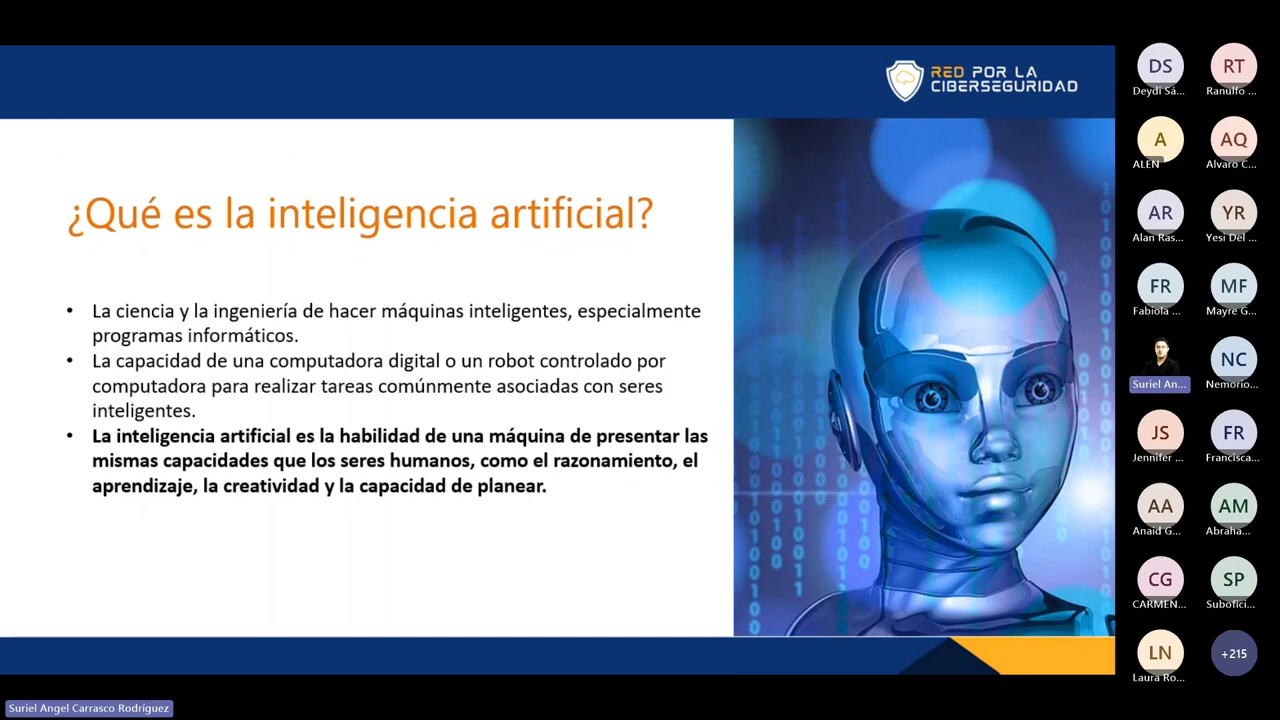 RED POR LA
CIBERSEGURIDAD
¿Qué es la inteligencia artificial?
• La ciencia y la ingeniería de hacer máquinas inteligentes, especialmente
programas informáticos.
• La capacidad de una computadora digital o un robot controlado por
computadora para realizar tareas comúnmente asociadas con seres
inteligentes.
• La inteligencia artificial es la habilidad de una máquina de presentar las
mismas capacidades que los seres humanos, como el razonamiento, el
aprendizaje, la creatividad y la capacidad de planear.
DS RT
Deydi Sá... Ranulfo ...
A AQ
ALEN Alvaro C...
AR YR
Alan Ras... Yesi Del ...
FR MF
Fabiola ... Mayre G...
NC
Suriel An... Nemorio...
JS FR
Jennifer ... Francisca...
AA AM
Anaid G... Abraha...
CG SP
CARMEN... Subofici...
LN +215
Laura Ro...
Suriel Angel Carrasco Rodríguez